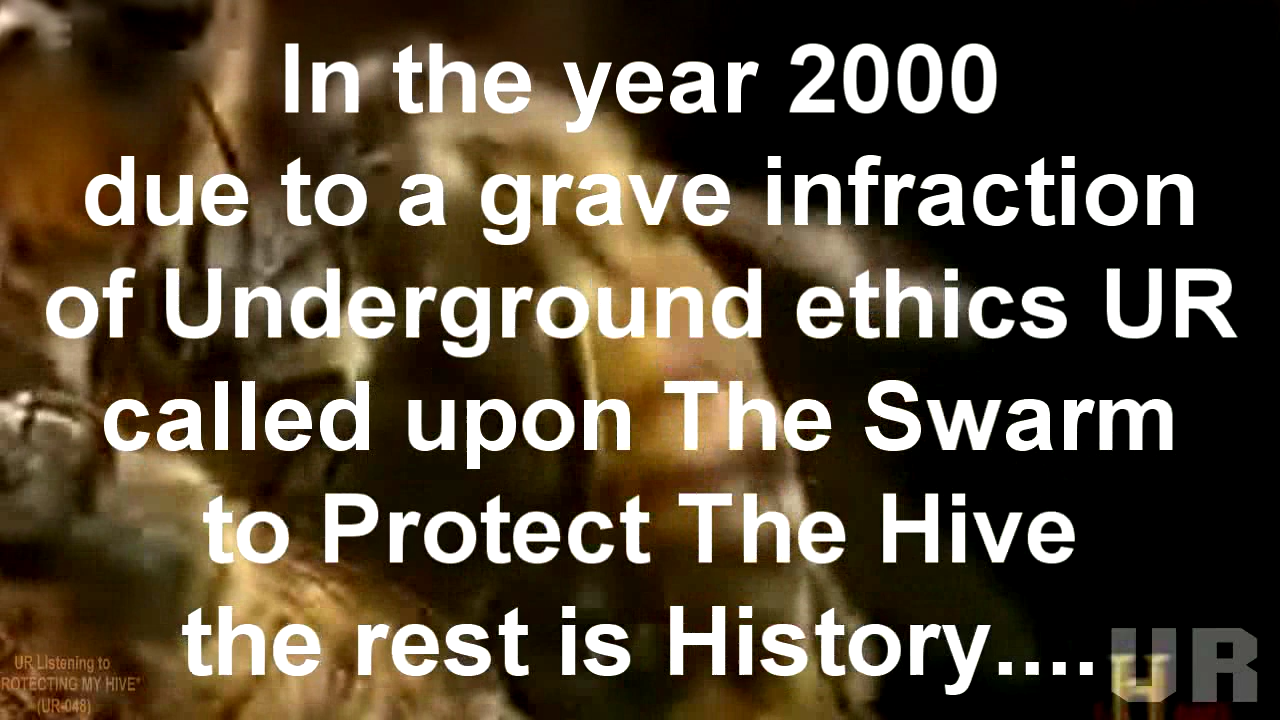 In the year 2000
due to a grave infraction
of Underground ethics UR
called upon The Swarm
to Protect The Hive
the rest is History....
UR Listening to
ROTECTING MY HIVE"
(UR-048)
UR
H